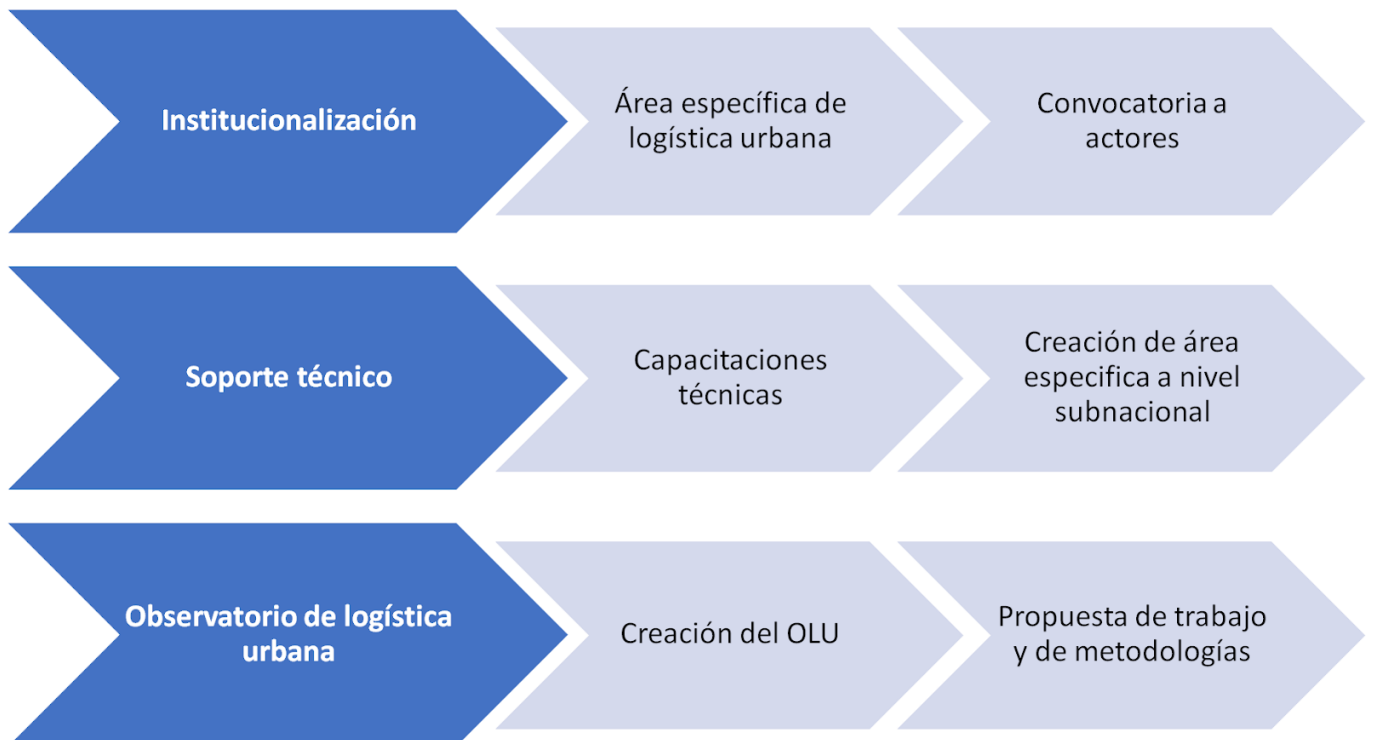 Institucionalización
Área específica de
logística urbana
Convocatoria a
actores
Soporte técnico
Capacitaciones
técnicas
Creación de área
especifica a nivel
subnacional
Observatorio de logística
urbana
Creación del OLU
Propuesta de trabajo
y de metodologías